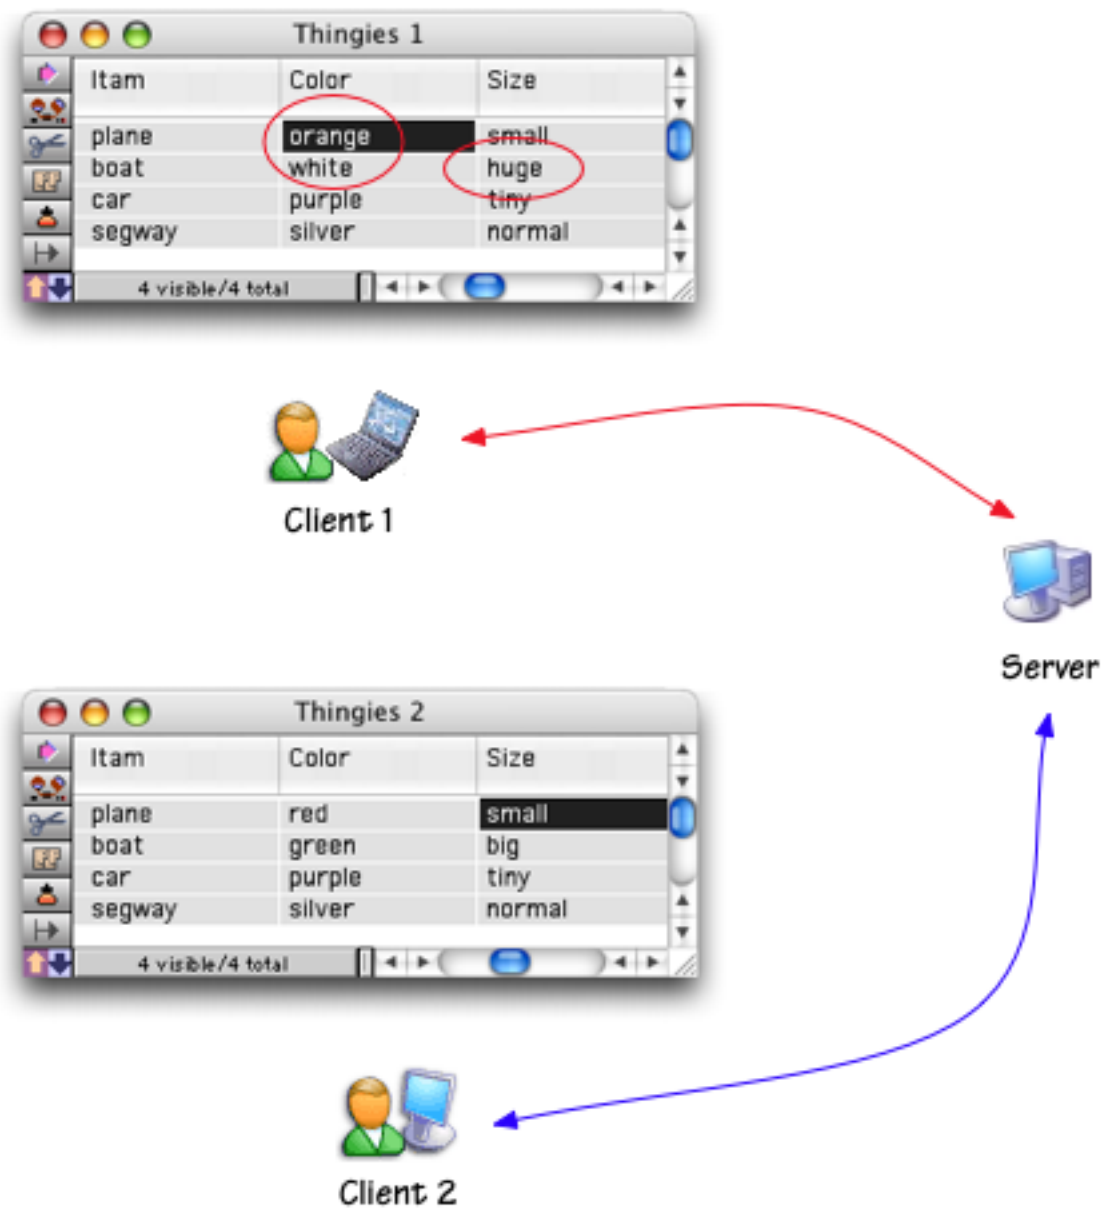 Thingies 1
Itam Color Size
plane orange small
boat white huge
car purple tiny
segway silver normal
4 visible/4 total
Client 1
Server
Thingies 2
Itam Color Size
plane red small
boat green big
car purple tiny
segway silver normal
4 visible/4 total
Client 2